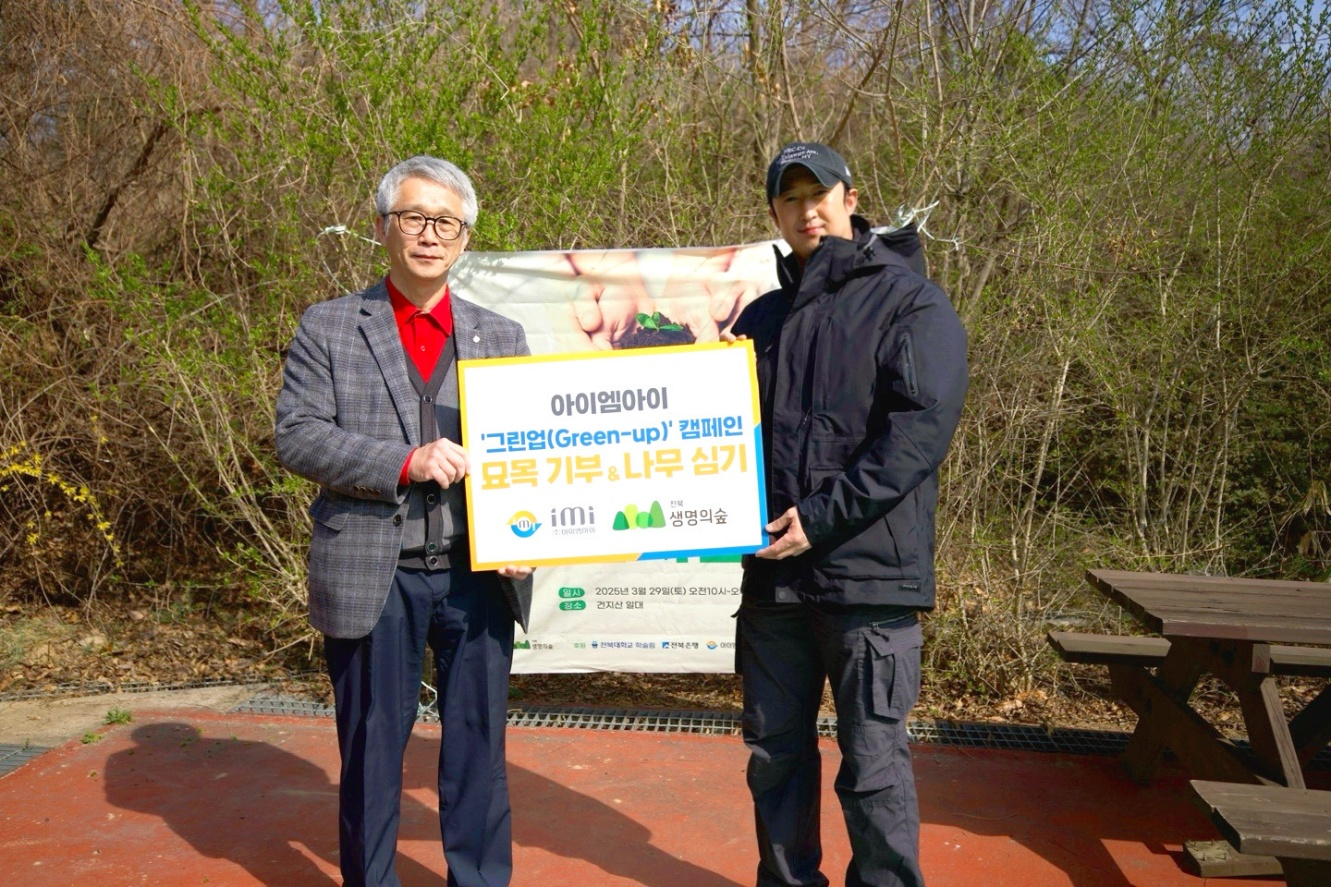 아이엠아이
'그린업(Green-up)' 캠페인
묘목 기부 & 나무 심기
imi
(주)아이엠아이
전북
생명의숲
일시 2025년 3월 29일(토) 오전10시~오
장소 건지산 일대
생명의숲 후원 전북대학교 학술림 전북은행 아이